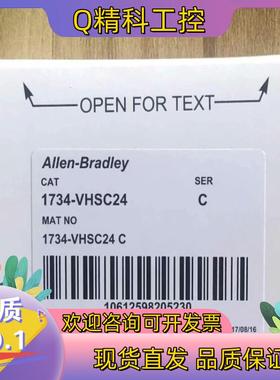 Q精科工控
OPEN FOR TEXT
Allen-Bradley
CAT
SER
1734-VHSC24
C
MAT NO
1734-VHSC24 C
10612598205230
17/08/16
质
O.1
欢迎咨询可开发票
现货直发 品质保证